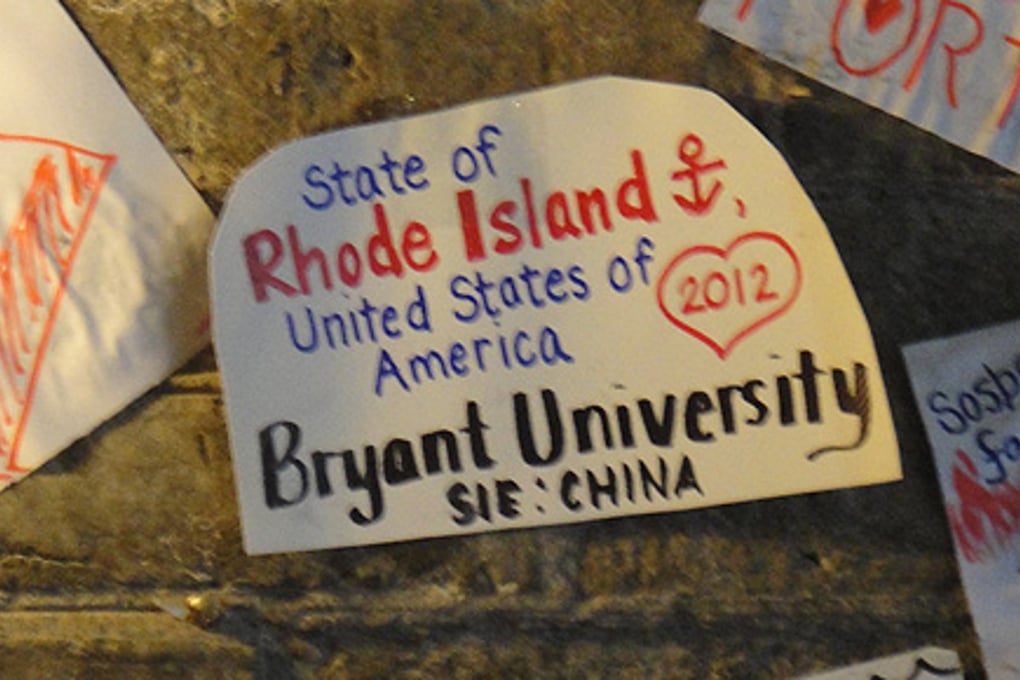 State of
Rhode Island ,
United States of
America
2012
Bryant University
SIE: CHINA